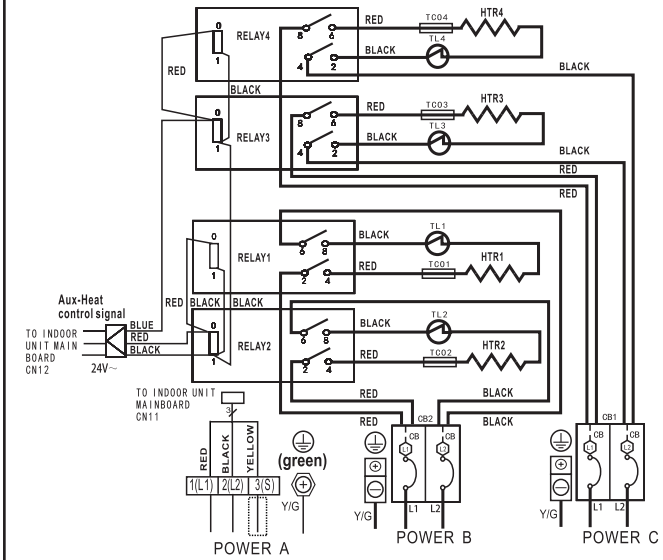 0
RELAY4
1
8 6
4 2
RED
TCO4
HTR4
BLACK
TL4
BLACK
RED
BLACK
0
RELAY3
1
8 6
4 2
RED
TCO3
HTR3
BLACK
TL3
BLACK
RED
RED
0
RELAY1
1
6 8
2 4
BLACK
TL1
RED
TCO1
HTR1
Aux-Heat
control signal
RED BLACK BLACK
0
RELAY2
1
6 8
2 4
BLACK
TL2
RED
TCO2
HTR2
TO INDOOR
UNIT MAIN
BOARD
CN12
BLUE
RED
BLACK
24V~
TO INDOOR UNIT
MAINBOARD
CN11
3
RED
BLACK
RED
BLACK
CB2
CB1
RED
BLACK
YELLOW
(green)
1(L1) 2(L2) 3(S)
Y/G
POWER A
CB CB
L1 L2
Y/G
L1 L2
POWER B
CB CB
L1 L2
Y/G
L1 L2
POWER C